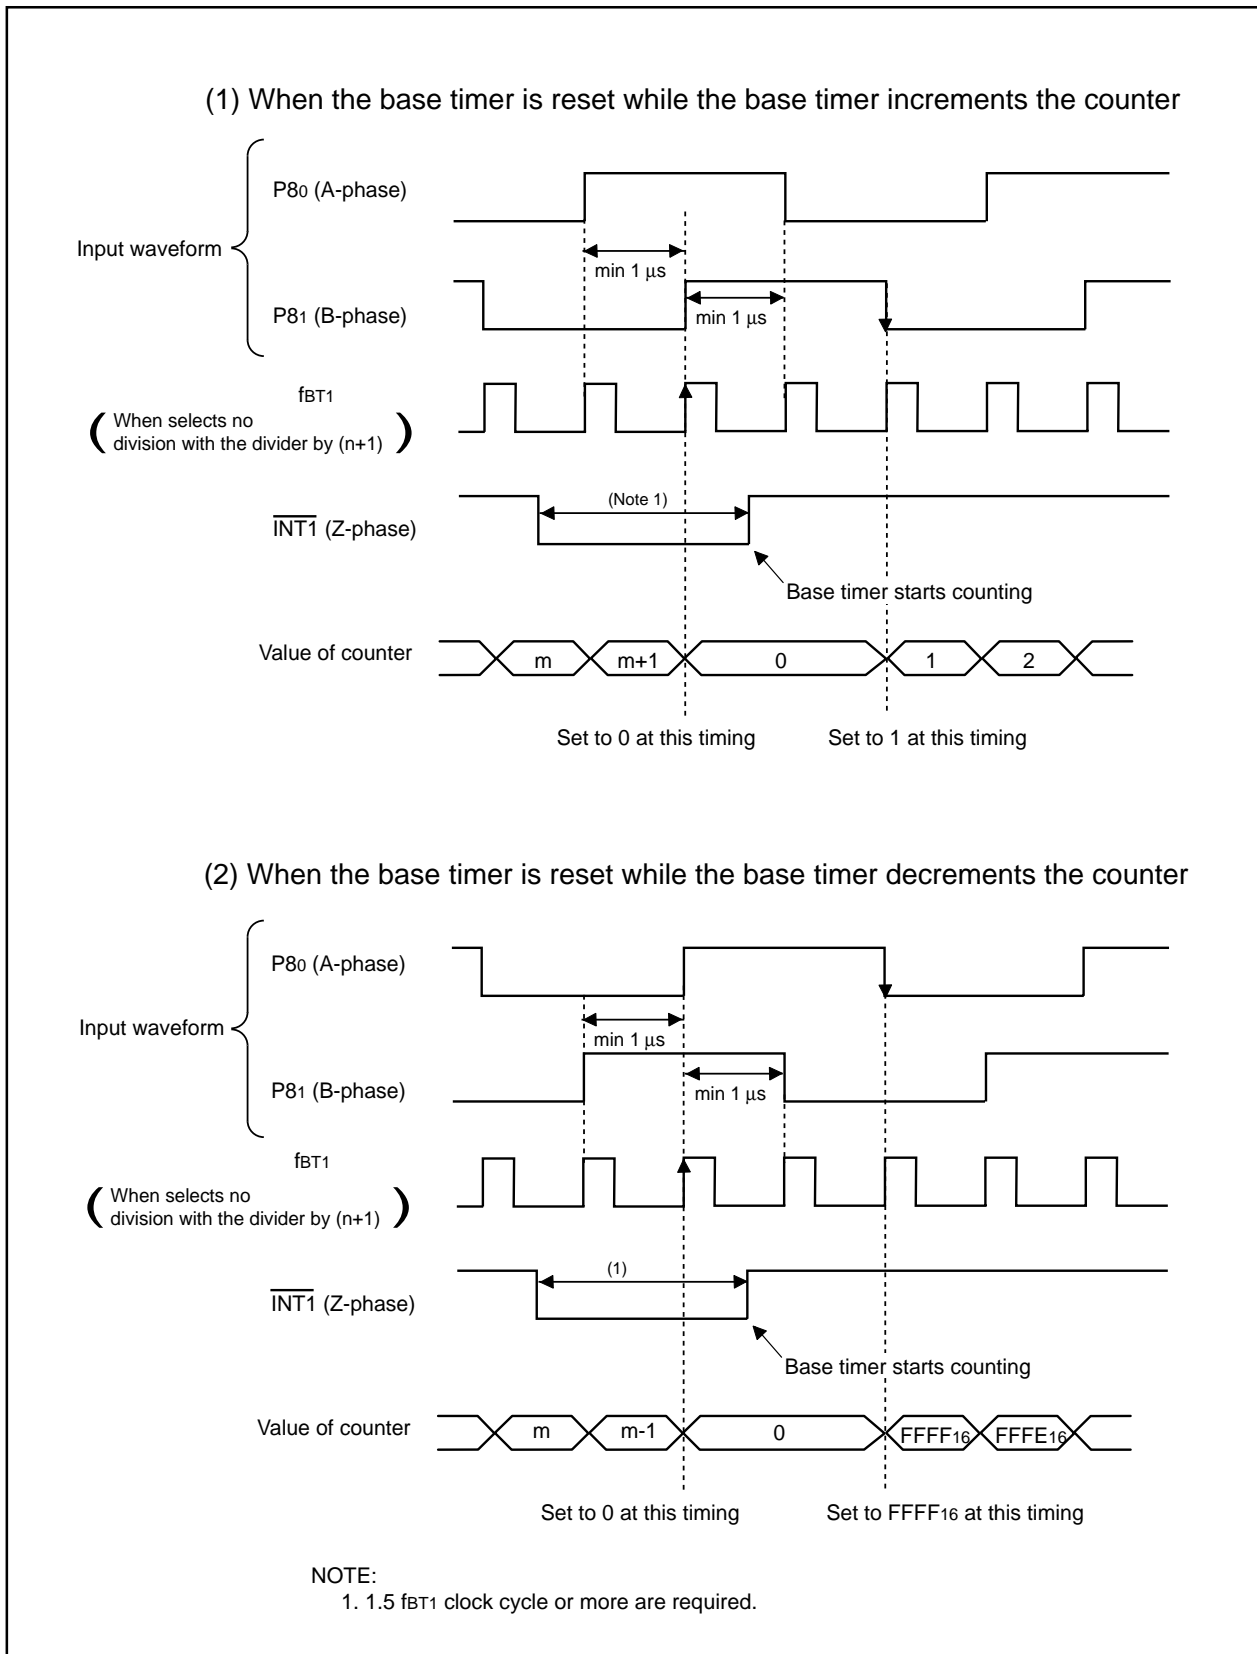 (1) When the base timer is reset while the base timer increments the counter
P80 (A-phase)
Input waveform
min 1 μs
P81 (B-phase)
min 1 μs
fBT1
(When selects no
division with the divider by (n+1))
(Note 1)
INT1 (Z-phase)
Base timer starts counting
Value of counter
m
m+1
0
1
2
Set to 0 at this timing
Set to 1 at this timing
(2) When the base timer is reset while the base timer decrements the counter
P80 (A-phase)
Input waveform
min 1 μs
P81 (B-phase)
min 1 μs
fBT1
(When selects no
division with the divider by (n+1))
(1)
INT1 (Z-phase)
Base timer starts counting
Value of counter
m
m-1
0
FFFF16
FFFE16
Set to 0 at this timing
Set to FFFF16 at this timing
NOTE:
1. 1.5 fBT1 clock cycle or more are required.